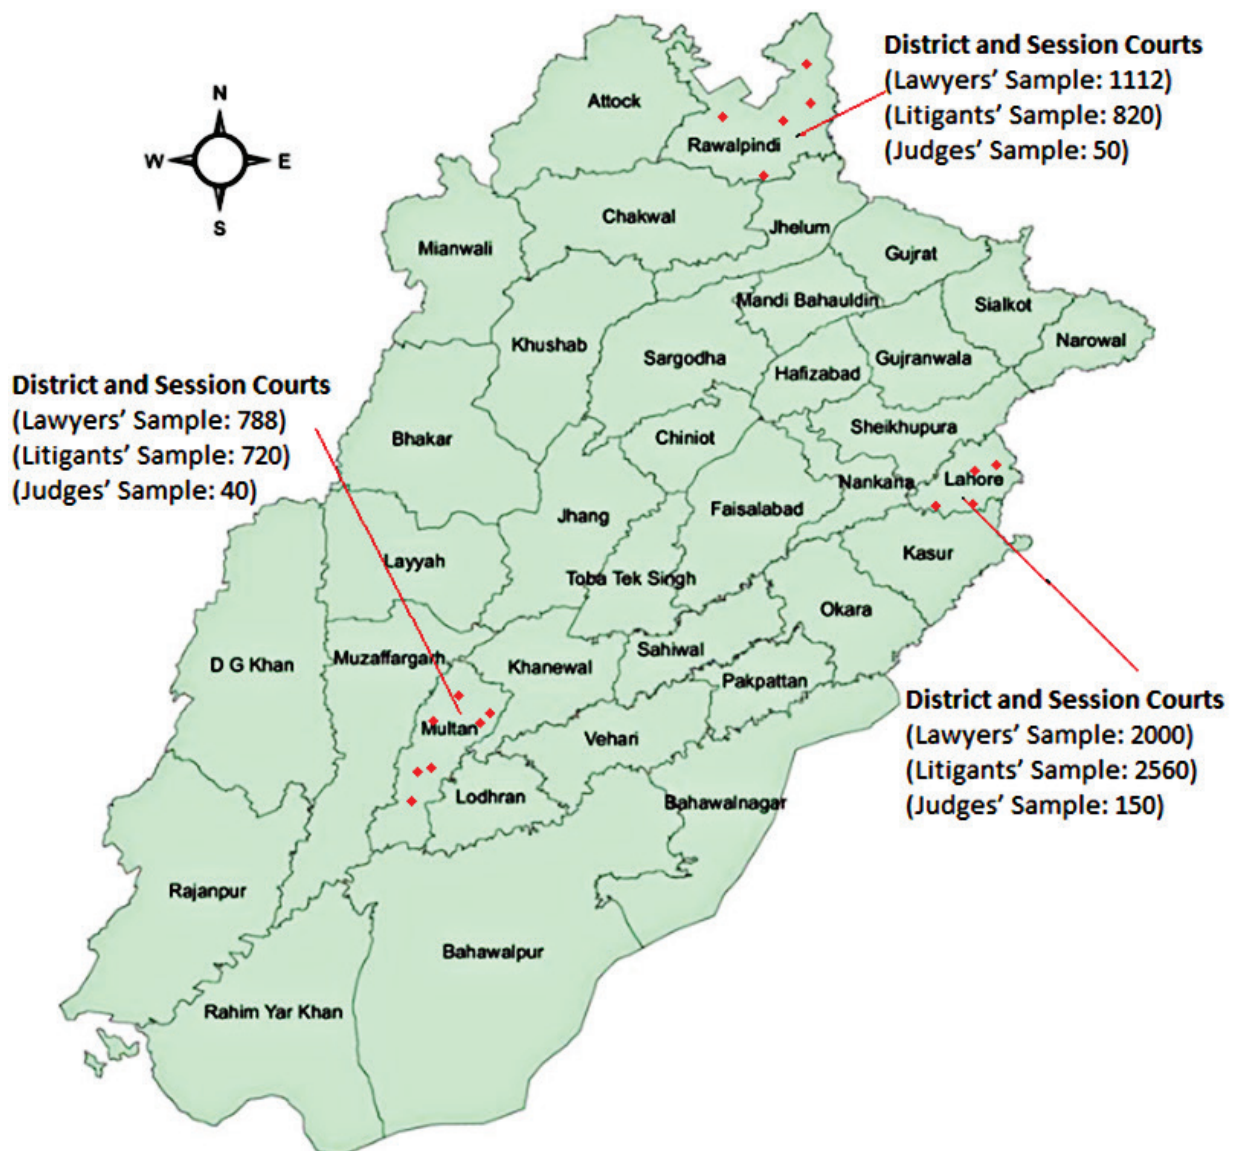 District and Session Courts
(Lawyers' Sample: 1112)
(Litigants' Sample: 820)
(Judges' Sample: 50)
N
W
E
S
Attock
Rawalpindi
Chakwal
Jhelum
Mianwali
Gujrat
Mandi Bahauldin
Sialkot
Khushab
Sargodha
Hafizabad
Gujranwala
Narowal
District and Session Courts
(Lawyers' Sample: 788)
(Litigants' Sample: 720)
(Judges' Sample: 40)
Bhakar
Chiniot
Sheikhupura
Nankana
Lahore
Jhang
Faisalabad
Kasur
Layyah
Toba Tek Singh
Okara
D G Khan
Muzaffargarh
Khanewal
Sahiwal
Pakpattan
Multan
Vehari
District and Session Courts
(Lawyers' Sample: 2000)
(Litigants' Sample: 2560)
(Judges' Sample: 150)
Lodhran
Bahawalnagar
Rajanpur
Bahawalpur
Rahim Yar Khan